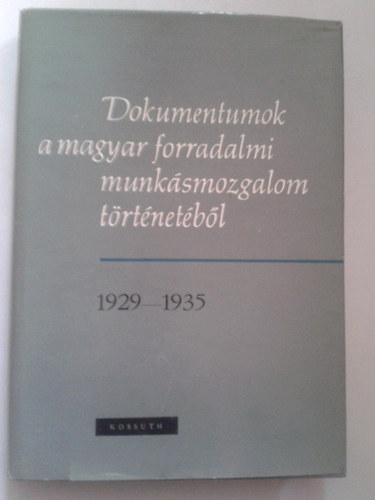 Dokumentumok
a magyar forradalmi
munkásmozgalom
történetéből
1929—1935
KOSSUTH